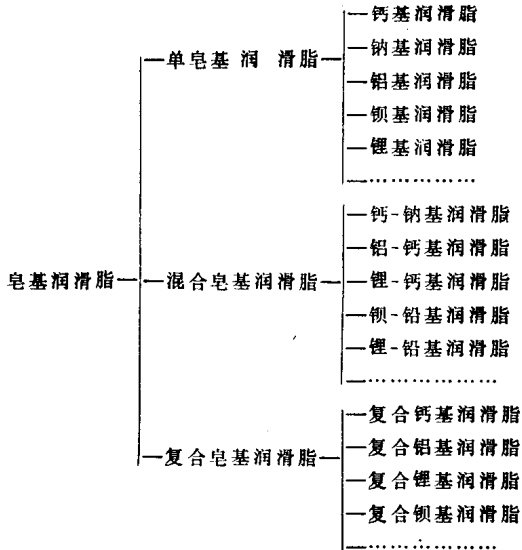 钙基润滑脂
钠基润滑脂
单皂基润滑脂
铝基润滑脂
钡基润滑脂
锂基润滑脂
………………
钙-钠基润滑脂
铝-钙基润滑脂
皂基润滑脂
混合皂基润滑脂
锂-钙基润滑脂
钡-铅基润滑脂
锂-铅基润滑脂
…………………
复合钙基润滑脂
复合铝基润滑脂
复合皂基润滑脂
复合锂基润滑脂
复合钡基润滑脂
…………………